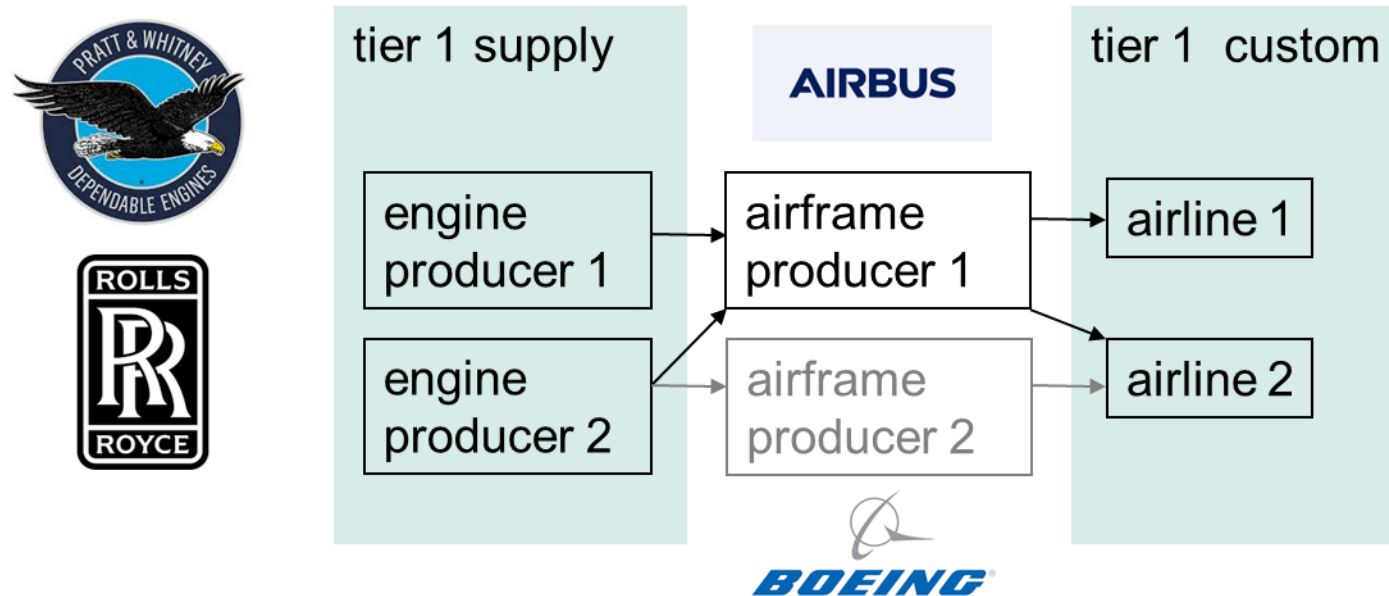 PRATT & WHITNEY
DEPENDABLE ENGINES
ROLLS
RR
ROYCE
tier 1 supply
engine
producer 1
engine
producer 2
AIRBUS
airframe
producer 1
airframe
producer 2
BOEING
tier 1 custom
airline 1
airline 2